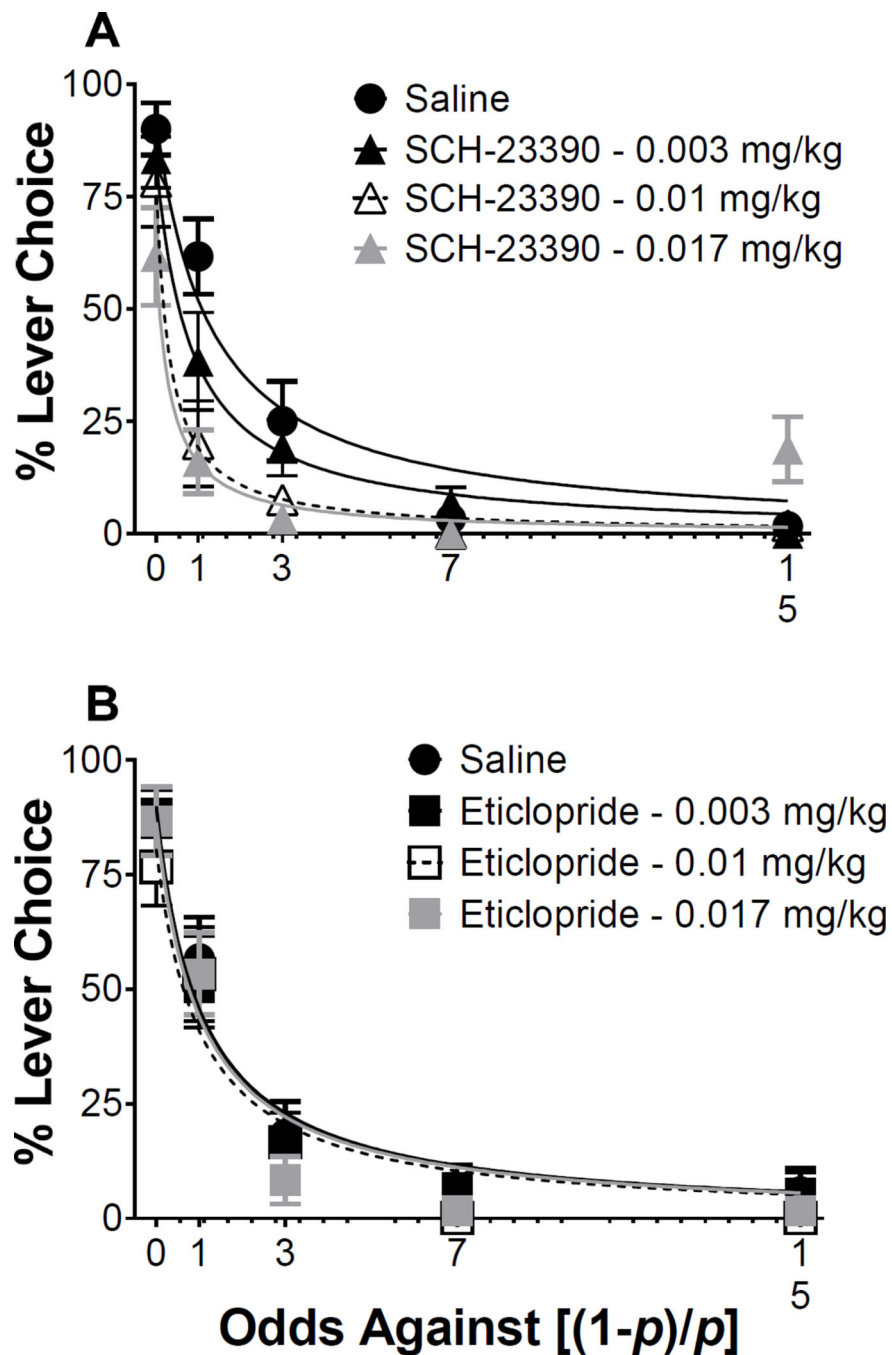 A
% Lever Choice
100
75
50
25
0
Saline
SCH-23390 - 0.003 mg/kg
SCH-23390 - 0.01 mg/kg
SCH-23390 - 0.017 mg/kg
0 1 3 7 1
5
B
% Lever Choice
100
75
50
25
0
Saline
Eticlopride - 0.003 mg/kg
Eticlopride - 0.01 mg/kg
Eticlopride - 0.017 mg/kg
0 1 3 7 1
5
Odds Against [(1-p)/p]